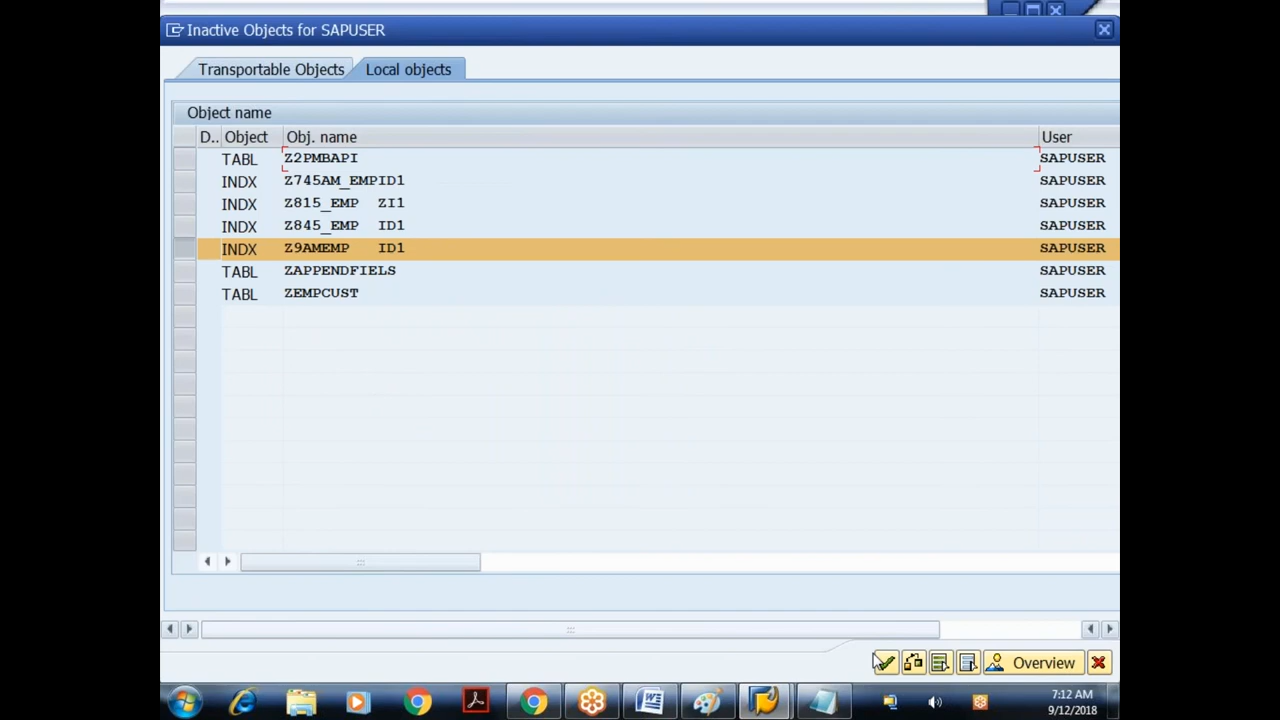 Inactive Objects for SAPUSER
Transportable Objects Local objects
Object name
D.. Object Obj. name User
TABL Z2PMBAPI SAPUSER
INDX Z745AM_EMPID1 SAPUSER
INDX Z815_EMP ZI1 SAPUSER
INDX Z845_EMP ID1 SAPUSER
INDX Z9AMEMP ID1 SAPUSER
TABL ZAPPENDFIELS SAPUSER
TABL ZEMPCUST SAPUSER
Overview
7:12 AM
9/12/2018